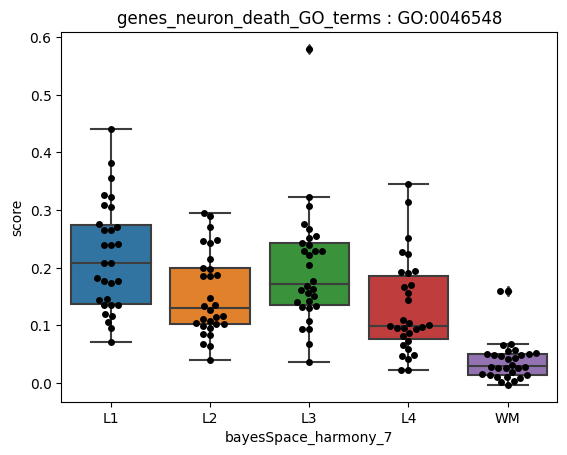 genes_neuron_death_GO_terms : GO:0046548
0.6
0.5
0.4
0.3
0.2
0.1
0.0
score
L1 L2 L3 L4 WM
bayesSpace_harmony_7